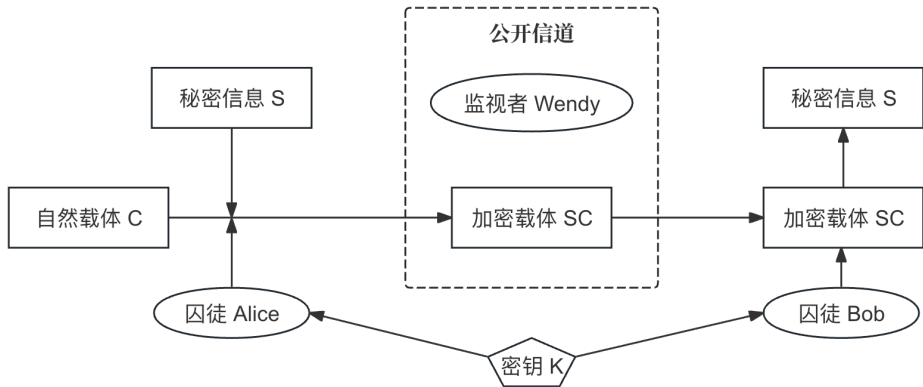 公开信道
秘密信息 S
监视者 Wendy
秘密信息 S
自然载体 C
加密载体 SC
加密载体 SC
囚徒 Alice
囚徒 Bob
密钥 K